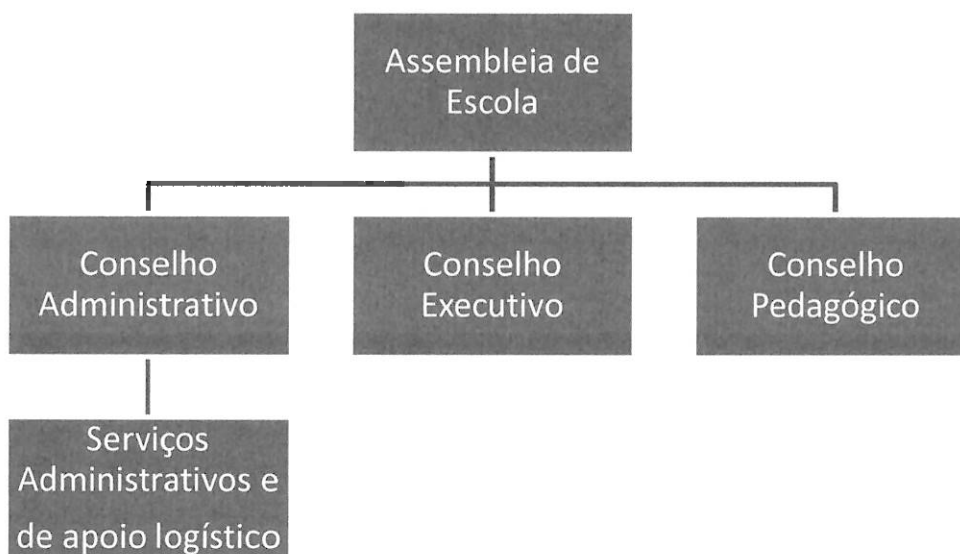 Assembleia de
Escola
Conselho
Administrativo
Conselho
Executivo
Conselho
Pedagógico
Serviços
Administrativos e
de apoio logístico